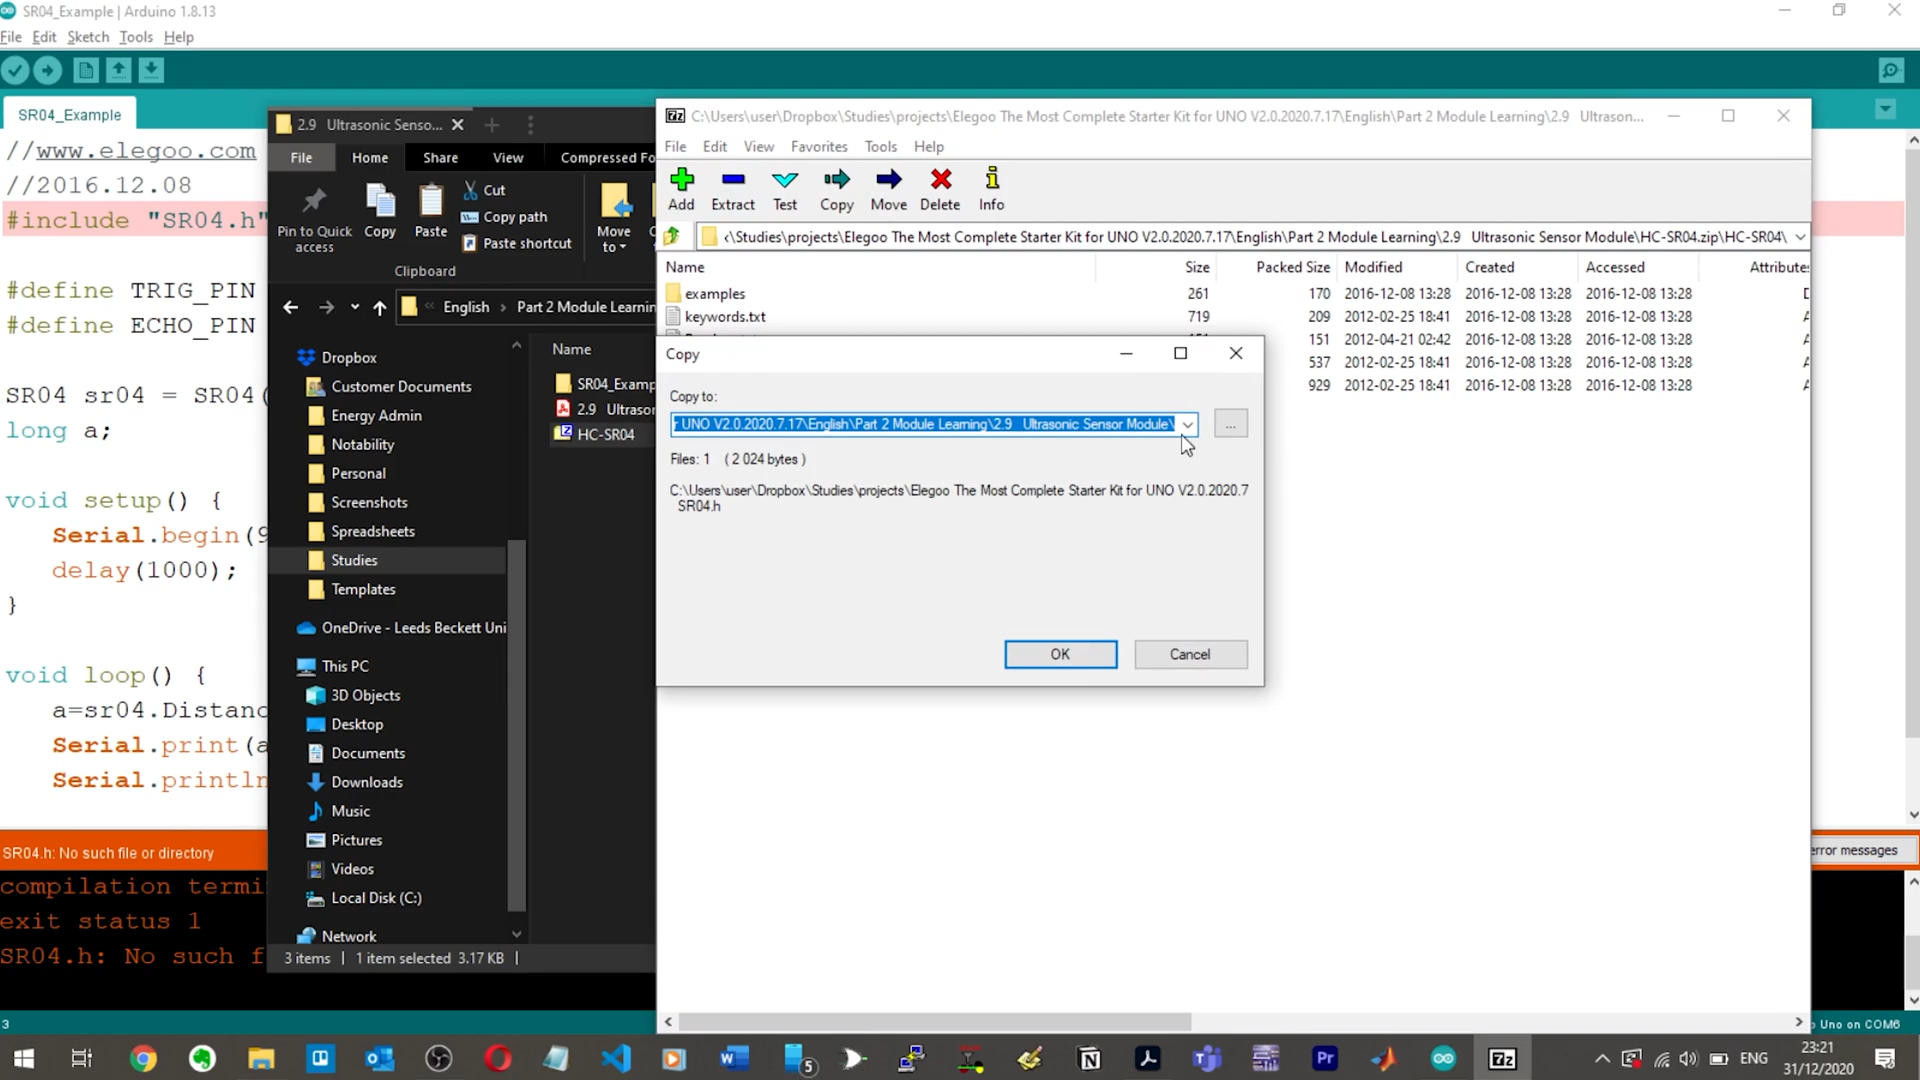 SR04_Example | Arduino 1.8.13
File Edit Sketch Tools Help
SR04_Example
//www.elegoo.com
//2016.12.08
#include "SR04.h"
#define TRIG_PIN
#define ECHO_PIN
SR04 sr04 = SR04(
long a;
void setup() {
Serial.begin(9
delay(1000);
}
void loop() {
a=sr04.Distanc
Serial.print(a
Serial.println
SR04.h: No such file or directory
error messages
compilation termi
exit status 1
SR04.h: No such f
3
Uno on COM6
2.9 Ultrasonic Senso...
File Home Share View Compressed Fo
Pin to Quick access
Copy
Paste
Cut
Copy path
Paste shortcut
Move to
Clipboard
« English > Part 2 Module Learnin
Dropbox
Customer Documents
Energy Admin
Notability
Personal
Screenshots
Spreadsheets
Studies
Templates
OneDrive - Leeds Beckett Uni
This PC
3D Objects
Desktop
Documents
Downloads
Music
Pictures
Videos
Local Disk (C:)
Network
Name
SR04_Examp
2.9 Ultrason
HC-SR04
3 items | 1 item selected 3.17 KB |
C:\Users\user\Dropbox\Studies\projects\Elegoo The Most Complete Starter Kit for UNO V2.0.2020.7.17\English\Part 2 Module Learning\2.9 Ultrason...
File Edit View Favorites Tools Help
Add Extract Test Copy Move Delete Info
\Studies\projects\Elegoo The Most Complete Starter Kit for UNO V2.0.2020.7.17\English\Part 2 Module Learning\2.9 Ultrasonic Sensor Module\HC-SR04.zip\HC-SR04\
Name Size Packed Size Modified Created Accessed Attributes
examples 261 170 2016-12-08 13:28 2016-12-08 13:28 2016-12-08 13:28 D
keywords.txt 719 209 2012-02-25 18:41 2016-12-08 13:28 2016-12-08 13:28 A
151 2012-04-21 02:42 2016-12-08 13:28 2016-12-08 13:28 A
537 2012-02-25 18:41 2016-12-08 13:28 2016-12-08 13:28 A
929 2012-02-25 18:41 2016-12-08 13:28 2016-12-08 13:28 A
Copy
Copy to:
r UNO V2.0.2020.7.17\English\Part 2 Module Learning\2.9 Ultrasonic Sensor Module\
...
Files: 1 ( 2 024 bytes )
C:\Users\user\Dropbox\Studies\projects\Elegoo The Most Complete Starter Kit for UNO V2.0.2020.7
SR04.h
OK Cancel
ENG
23:21
31/12/2020